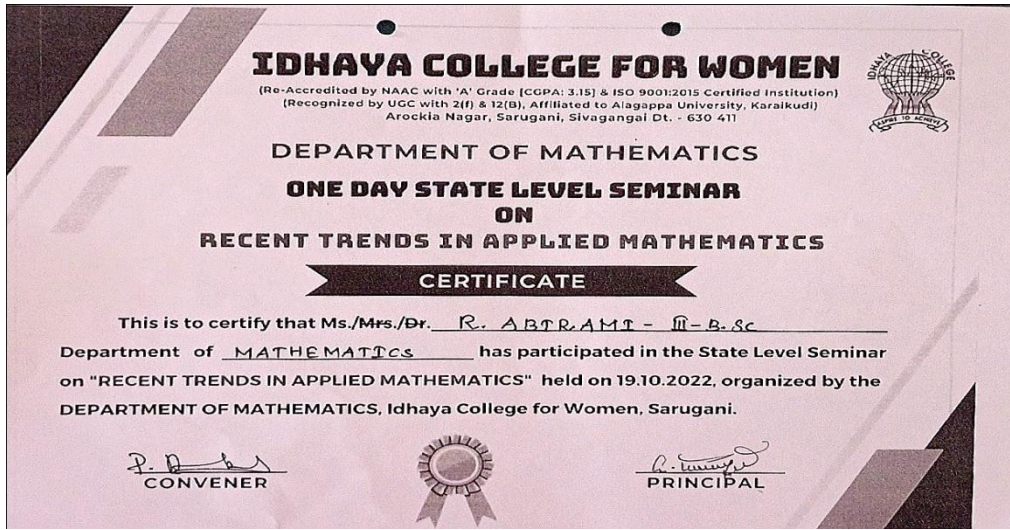 IDHAYA COLLEGE FOR WOMEN
(Re-Accredited by NAAC with 'A' Grade [CGPA: 3.15] & ISO 9001:2015 Certified Institution)
(Recognized by UGC with 2(f) & 12(B), Affiliated to Alagappa University, Karaikudi)
Arockia Nagar, Sarugani, Sivagangai Dt. - 630 411
IDHAYA COLLEGE
ASPIRE TO ACHIEVE
DEPARTMENT OF MATHEMATICS
ONE DAY STATE LEVEL SEMINAR
ON
RECENT TRENDS IN APPLIED MATHEMATICS
CERTIFICATE
This is to certify that Ms./Mrs./Dr. R. ABIRAMI - III - B.SC
Department of MATHEMATICS has participated in the State Level Seminar
on "RECENT TRENDS IN APPLIED MATHEMATICS" held on 19.10.2022, organized by the
DEPARTMENT OF MATHEMATICS, Idhaya College for Women, Sarugani.
CONVENER
PRINCIPAL